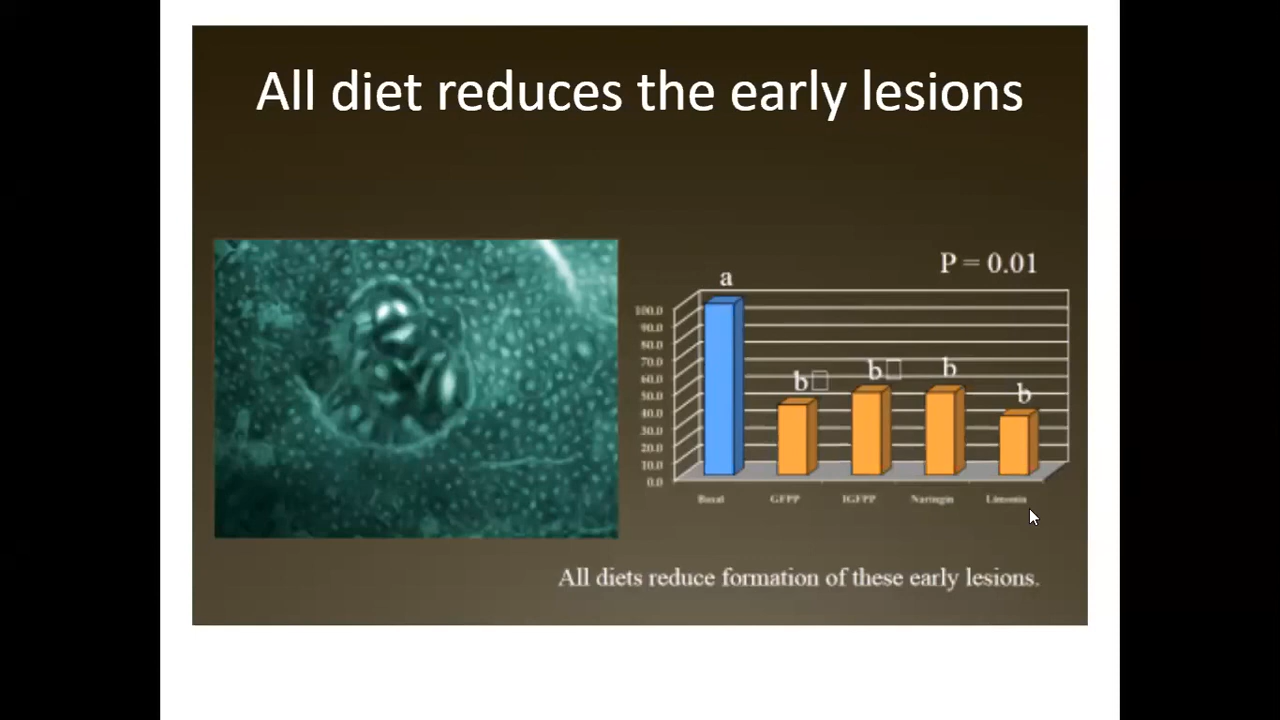 All diet reduces the early lesions
P = 0.01
a
b
b
b
b
100.0
90.0
80.0
70.0
60.0
50.0
40.0
30.0
20.0
10.0
0.0
Basal
GFPP
IGFPP
Naringin
Limonin
All diets reduce formation of these early lesions.